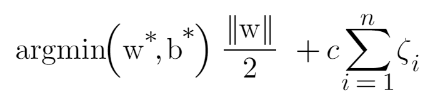 argmin(w*, b*) ‖w‖/2 + c ∑_{i=1}^{n} ζ_i